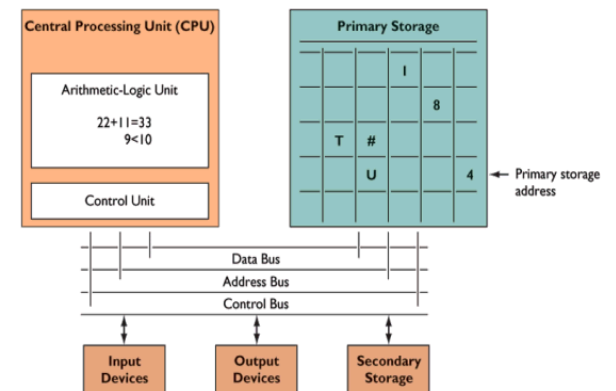 Central Processing Unit (CPU)
Arithmetic-Logic Unit
22+11=33
9<10
Control Unit
Primary Storage
I
8
T #
U 4
Primary storage
address
Data Bus
Address Bus
Control Bus
Input
Devices
Output
Devices
Secondary
Storage